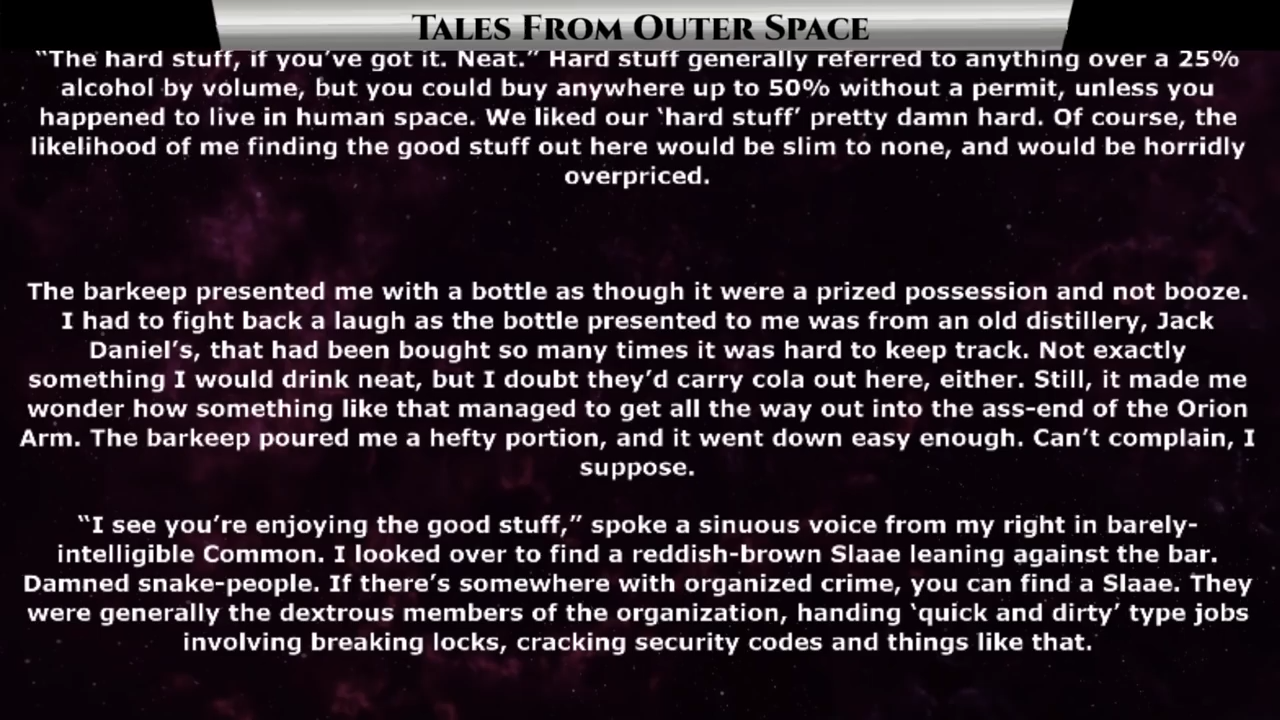 Tales From Outer Space
“The hard stuff, if you’ve got it. Neat.” Hard stuff generally referred to anything over a 25%
alcohol by volume, but you could buy anywhere up to 50% without a permit, unless you
happened to live in human space. We liked our ‘hard stuff’ pretty damn hard. Of course, the
likelihood of me finding the good stuff out here would be slim to none, and would be horridly
overpriced.
The barkeep presented me with a bottle as though it were a prized possession and not booze.
I had to fight back a laugh as the bottle presented to me was from an old distillery, Jack
Daniel’s, that had been bought so many times it was hard to keep track. Not exactly
something I would drink neat, but I doubt they’d carry cola out here, either. Still, it made me
wonder how something like that managed to get all the way out into the ass-end of the Orion
Arm. The barkeep poured me a hefty portion, and it went down easy enough. Can’t complain, I
suppose.
“I see you’re enjoying the good stuff,” spoke a sinuous voice from my right in barely-
intelligible Common. I looked over to find a reddish-brown Slaae leaning against the bar.
Damned snake-people. If there’s somewhere with organized crime, you can find a Slaae. They
were generally the dextrous members of the organization, handing ‘quick and dirty’ type jobs
involving breaking locks, cracking security codes and things like that.